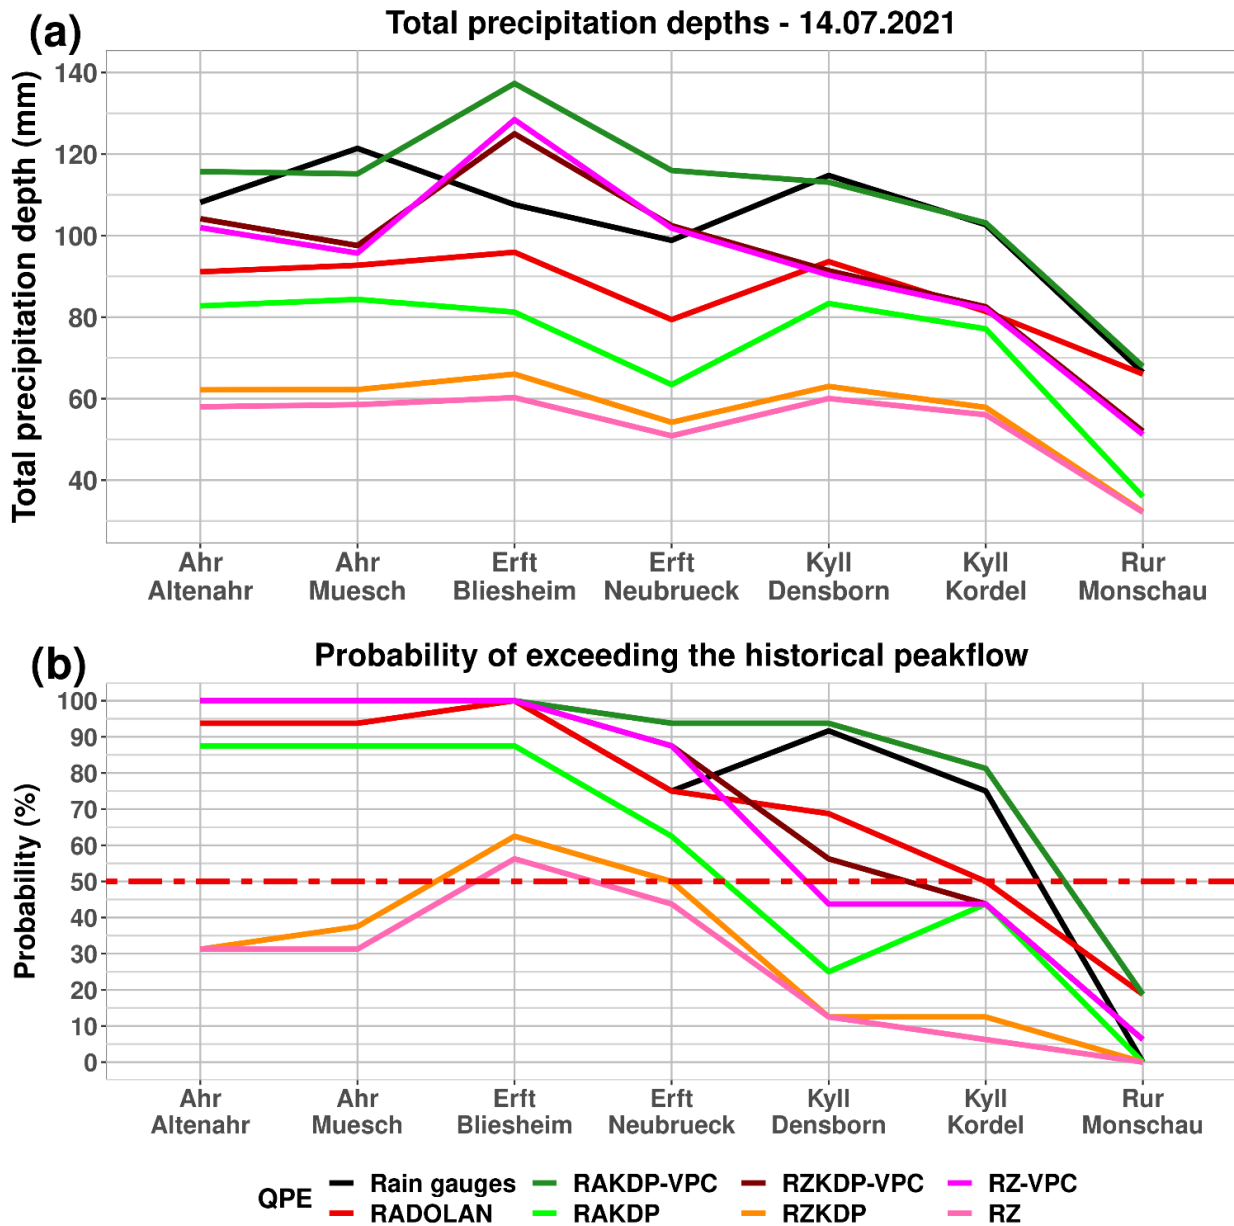 (a)
Total precipitation depths - 14.07.2021
Total precipitation depth (mm)
140
120
100
80
60
40
Ahr Altenahr
Ahr Muesch
Erft Bliesheim
Erft Neubrueck
Kyll Densborn
Kyll Kordel
Rur Monschau
(b)
Probability of exceeding the historical peakflow
Probability (%)
100
90
80
70
60
50
40
30
20
10
0
Ahr Altenahr
Ahr Muesch
Erft Bliesheim
Erft Neubrueck
Kyll Densborn
Kyll Kordel
Rur Monschau
QPE
Rain gauges
RAKDP-VPC
RZKDP-VPC
RZ-VPC
RADOLAN
RAKDP
RZKDP
RZ